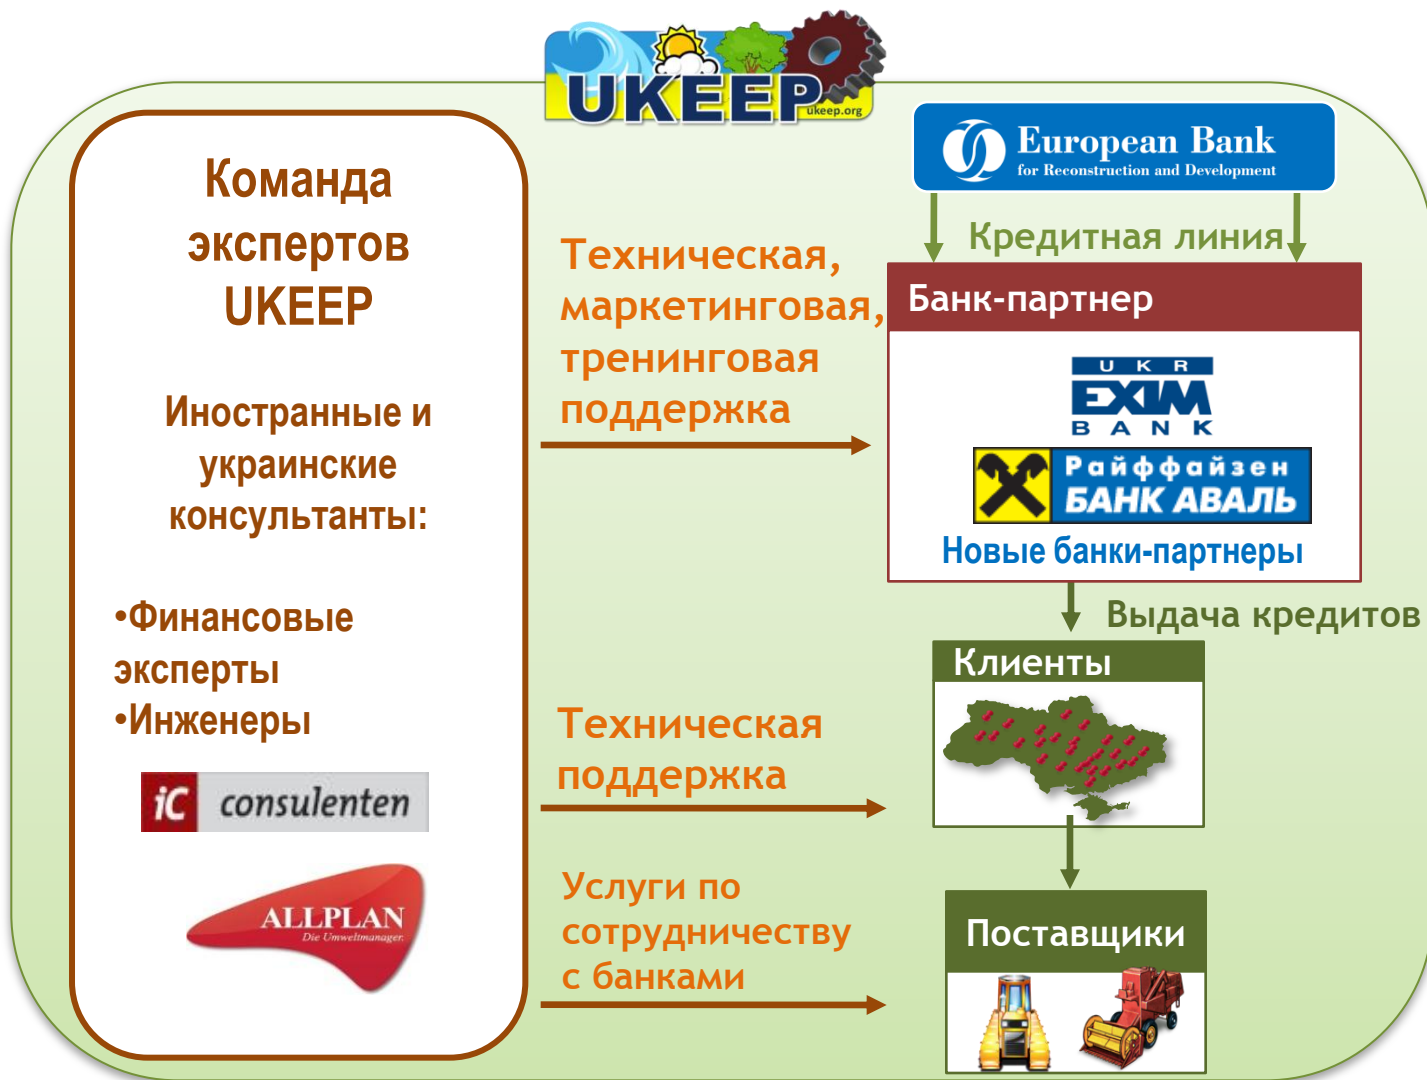 UKEEP
ukeep.org
Команда
экспертов
UKEEP
Иностранные и
украинские
консультанты:
•Финансовые
эксперты
•Инженеры
iC consulenten
ALLPLAN
Die Umweltmanager.
Техническая,
маркетинговая,
тренинговая
поддержка
Техническая
поддержка
Услуги по
сотрудничеству
с банками
European Bank
for Reconstruction and Development
Кредитная линия
Банк-партнер
UKR
EXIM
BANK
Райффайзен
БАНК АВАЛЬ
Новые банки-партнеры
Выдача кредитов
Клиенты
Поставщики